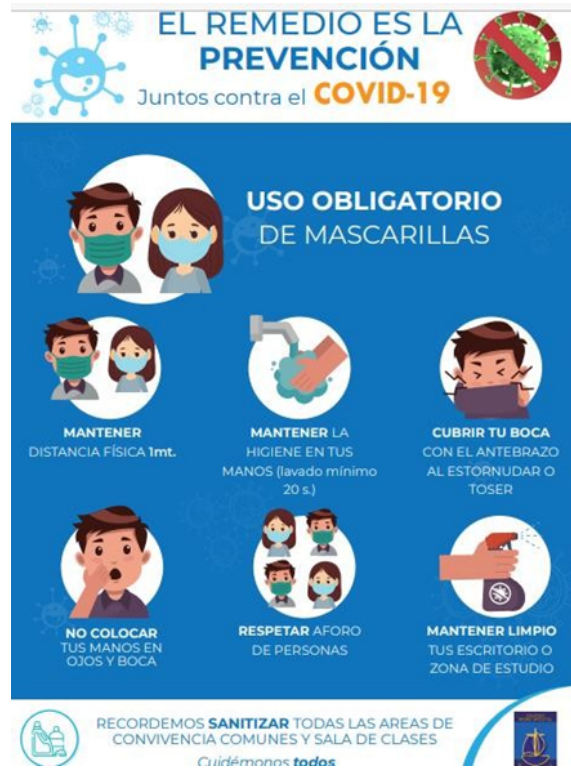 EL REMEDIO ES LA
PREVENCIÓN
Juntos contra el COVID-19
USO OBLIGATORIO
DE MASCARILLAS
MANTENER
DISTANCIA FÍSICA 1mt.
MANTENER LA
HIGIENE EN TUS
MANOS (lavado mínimo
20 s.)
CUBRIR TU BOCA
CON EL ANTEBRAZO
AL ESTORNUDAR O
TOSER
NO COLOCAR
TUS MANOS EN
OJOS Y BOCA
RESPETAR AFORO
DE PERSONAS
MANTENER LIMPIO
TUS ESCRITORIO O
ZONA DE ESTUDIO
RECORDEMOS SANITIZAR TODAS LAS AREAS DE
CONVIVENCIA COMUNES Y SALA DE CLASES
Cuidémonos todos